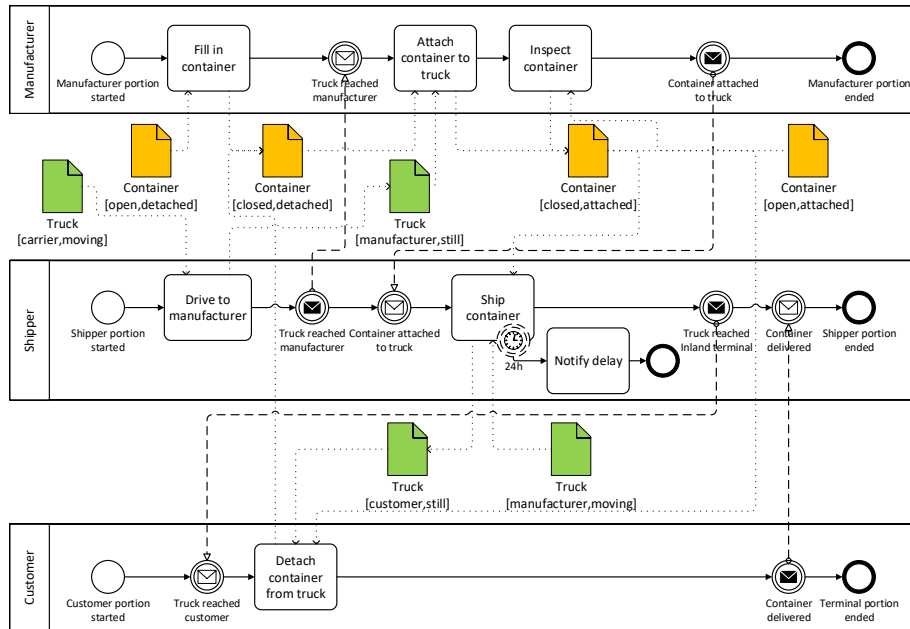 Manufacturer
Fill in
container
Attach
container to
truck
Inspect
container
Manufacturer portion
started
Truck reached
manufacturer
Container attached
to truck
Manufacturer portion
ended
Container
[open,detached]
Container
[closed,detached]
Container
[closed,attached]
Container
[open,attached]
Truck
[carrier,moving]
Truck
[manufacturer,still]
Shipper
Drive to
manufacturer
Ship
container
Shipper portion
started
Truck reached
manufacturer
Container attached
to truck
Truck reached
Inland terminal
Container
delivered
Shipper portion
ended
24h
Notify delay
Truck
[customer,still]
Truck
[manufacturer,moving]
Customer
Detach
container
from truck
Customer portion
started
Truck reached
customer
Container
delivered
Terminal portion
ended